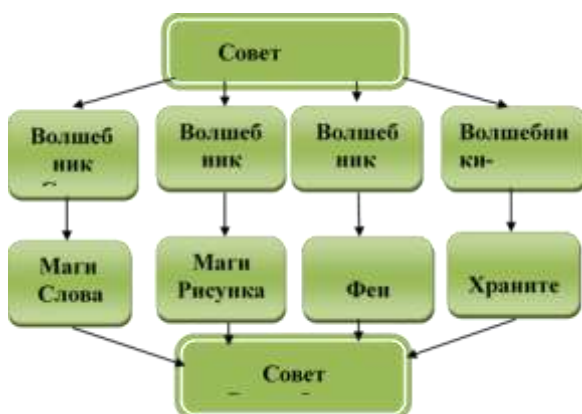 Совет
Волшеб
ник
Волшеб
ник
Волшеб
ник
Волшебни
ки-
Маги
Слова
Маги
Рисунка
Феи
Храните
Совет